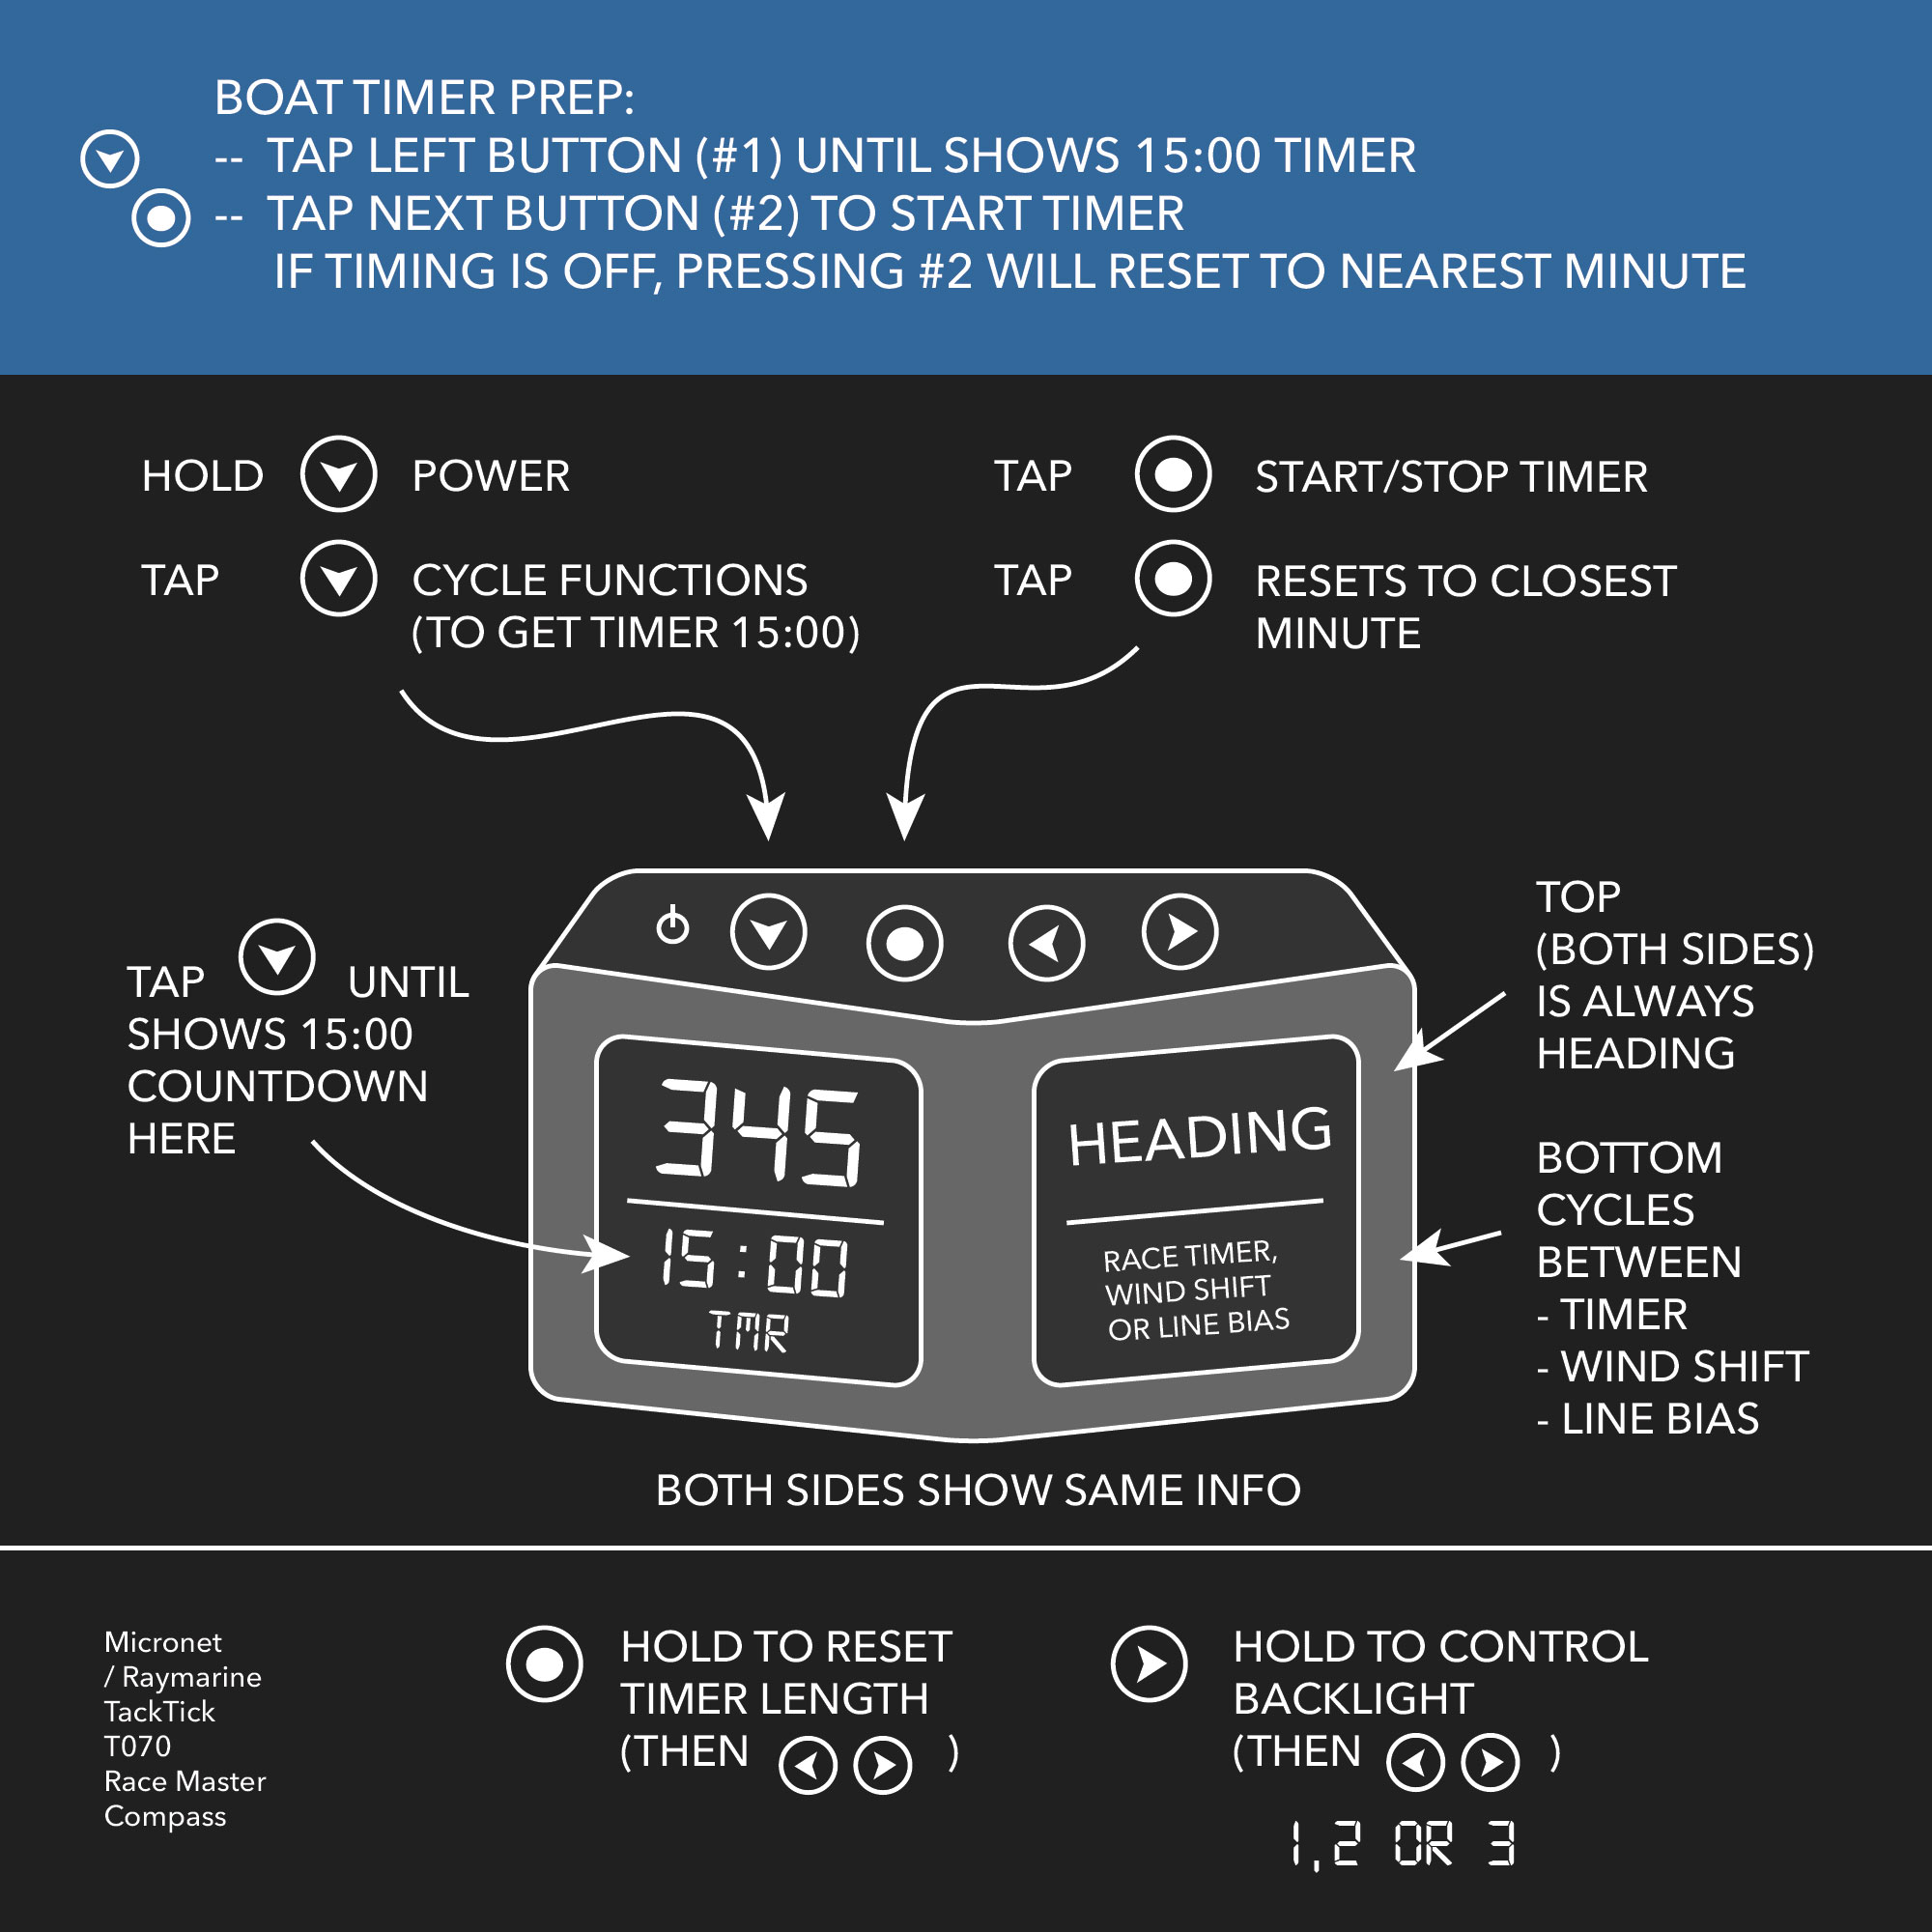 BOAT TIMER PREP:
-- TAP LEFT BUTTON (#1) UNTIL SHOWS 15:00 TIMER
-- TAP NEXT BUTTON (#2) TO START TIMER
IF TIMING IS OFF, PRESSING #2 WILL RESET TO NEAREST MINUTE
HOLD POWER
TAP CYCLE FUNCTIONS
(TO GET TIMER 15:00)
TAP START/STOP TIMER
TAP RESETS TO CLOSEST
MINUTE
TAP UNTIL
SHOWS 15:00
COUNTDOWN
HERE
345
15:00
TMR
HEADING
RACE TIMER,
WIND SHIFT
OR LINE BIAS
TOP
(BOTH SIDES)
IS ALWAYS
HEADING
BOTTOM
CYCLES
BETWEEN
- TIMER
- WIND SHIFT
- LINE BIAS
BOTH SIDES SHOW SAME INFO
Micronet
/ Raymarine
TackTick
T070
Race Master
Compass
HOLD TO RESET
TIMER LENGTH
(THEN )
HOLD TO CONTROL
BACKLIGHT
(THEN )
1,2 OR 3